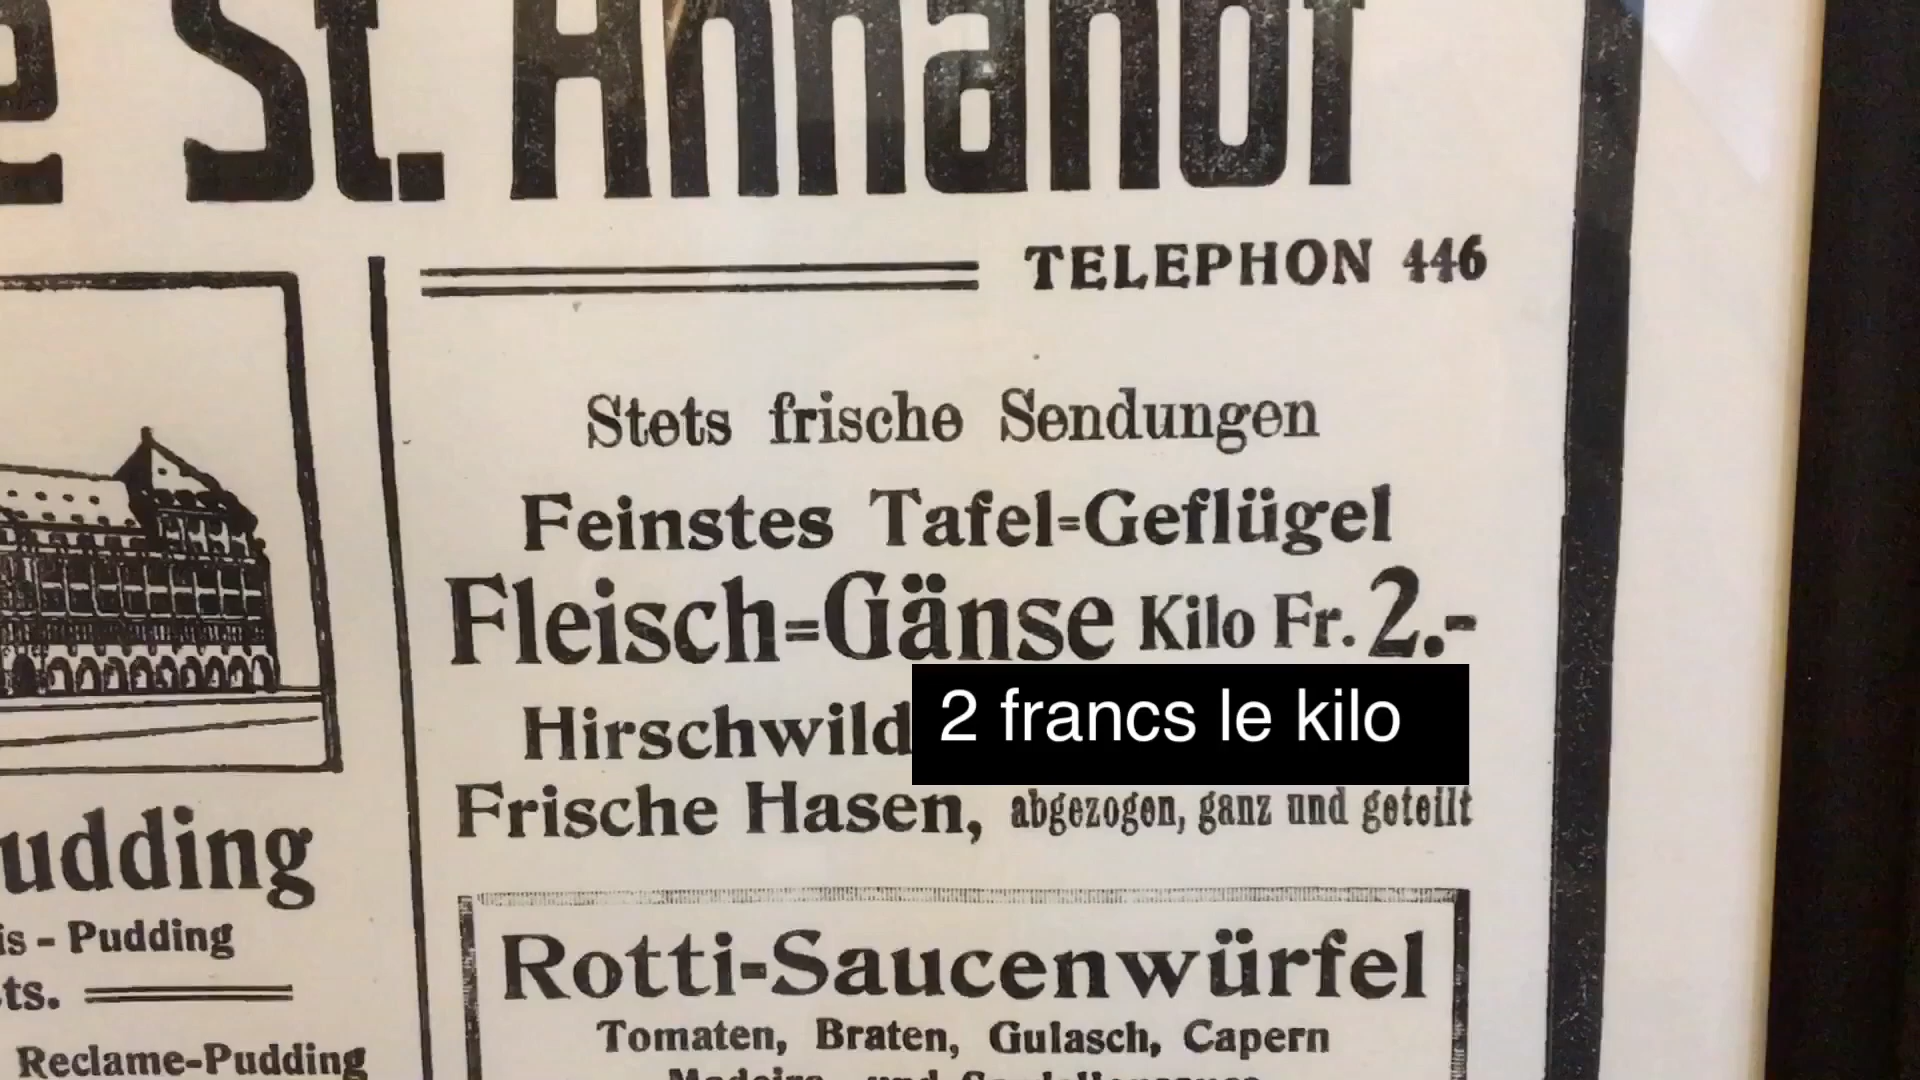 St. Annahof
TELEPHON 446
Stets frische Sendungen
Feinstes Tafel=Geflügel
Fleisch=Gänse Kilo Fr. 2.-
2 francs le kilo
Hirschwild
Frische Hasen, abgezogen, ganz und geteilt
Rotti-Saucenwürfel
Tomaten, Braten, Gulasch, Capern
udding
is - Pudding
ts.
Reclame-Pudding